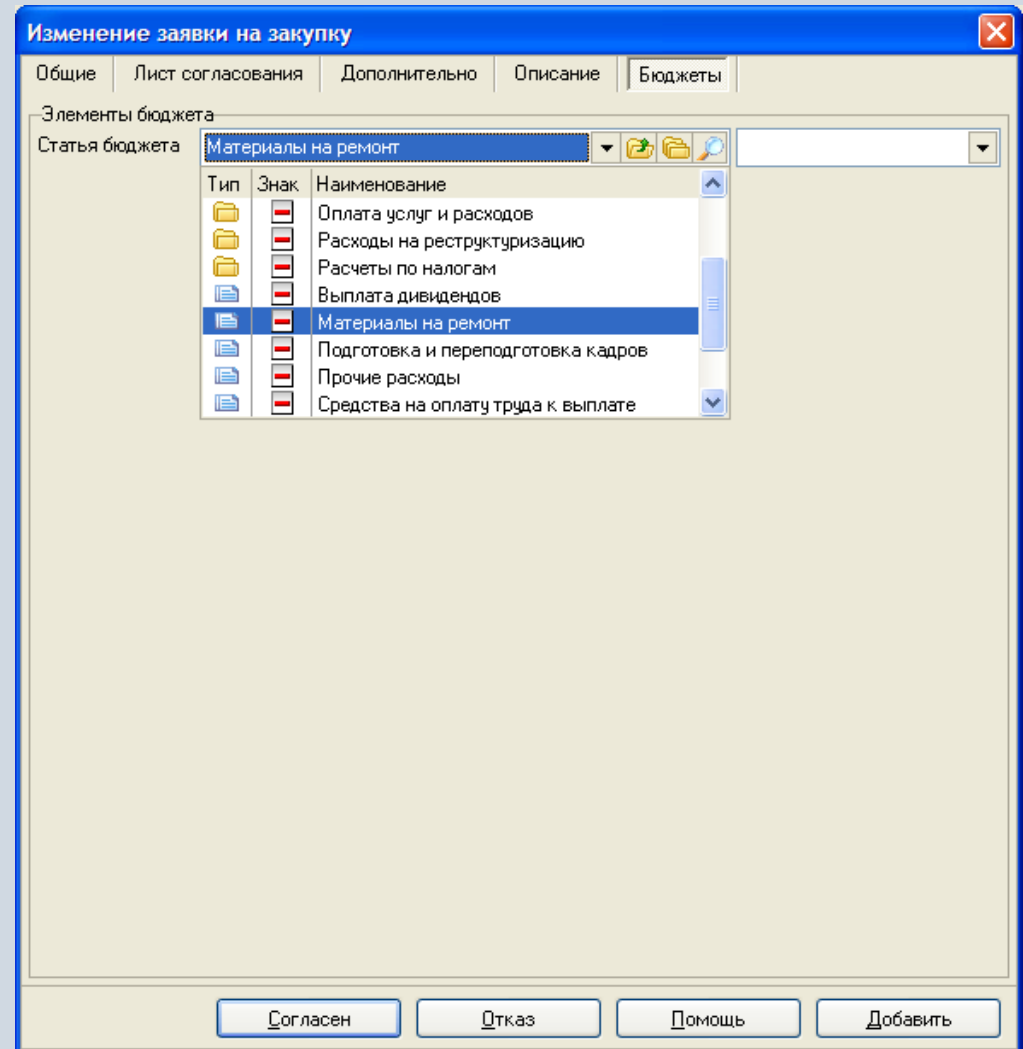 Изменение заявки на закупку
Общие Лист согласования Дополнительно Описание Бюджеты
Элементы бюджета
Статья бюджета Материалы на ремонт
Тип Знак Наименование
Оплата услуг и расходов
Расходы на реструктуризацию
Расчеты по налогам
Выплата дивидендов
Материалы на ремонт
Подготовка и переподготовка кадров
Прочие расходы
Средства на оплату труда к выплате
Согласен Отказ Помощь Добавить